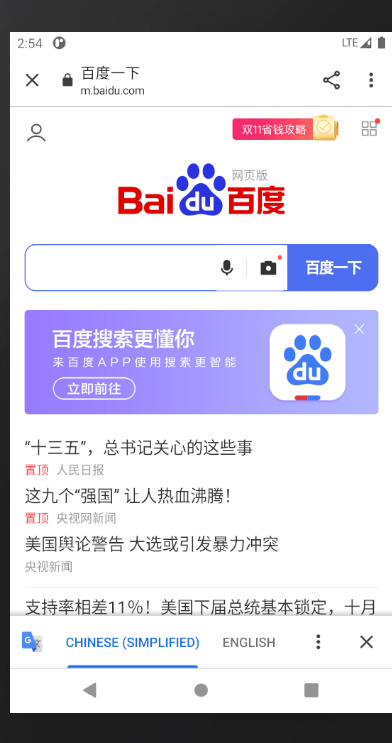 2:54
LTE
百度一下
m.baidu.com
双11省钱攻略
网页版
Bai du 百度
百度一下
百度搜索更懂你
来百度APP使用搜索更智能
立即前往
du
“十三五”，总书记关心的这些事
置顶 人民日报
这九个“强国” 让人热血沸腾！
置顶 央视网新闻
美国舆论警告 大选或引发暴力冲突
央视新闻
支持率相差11%！美国下届总统基本锁定，十月
G 文
CHINESE (SIMPLIFIED) ENGLISH